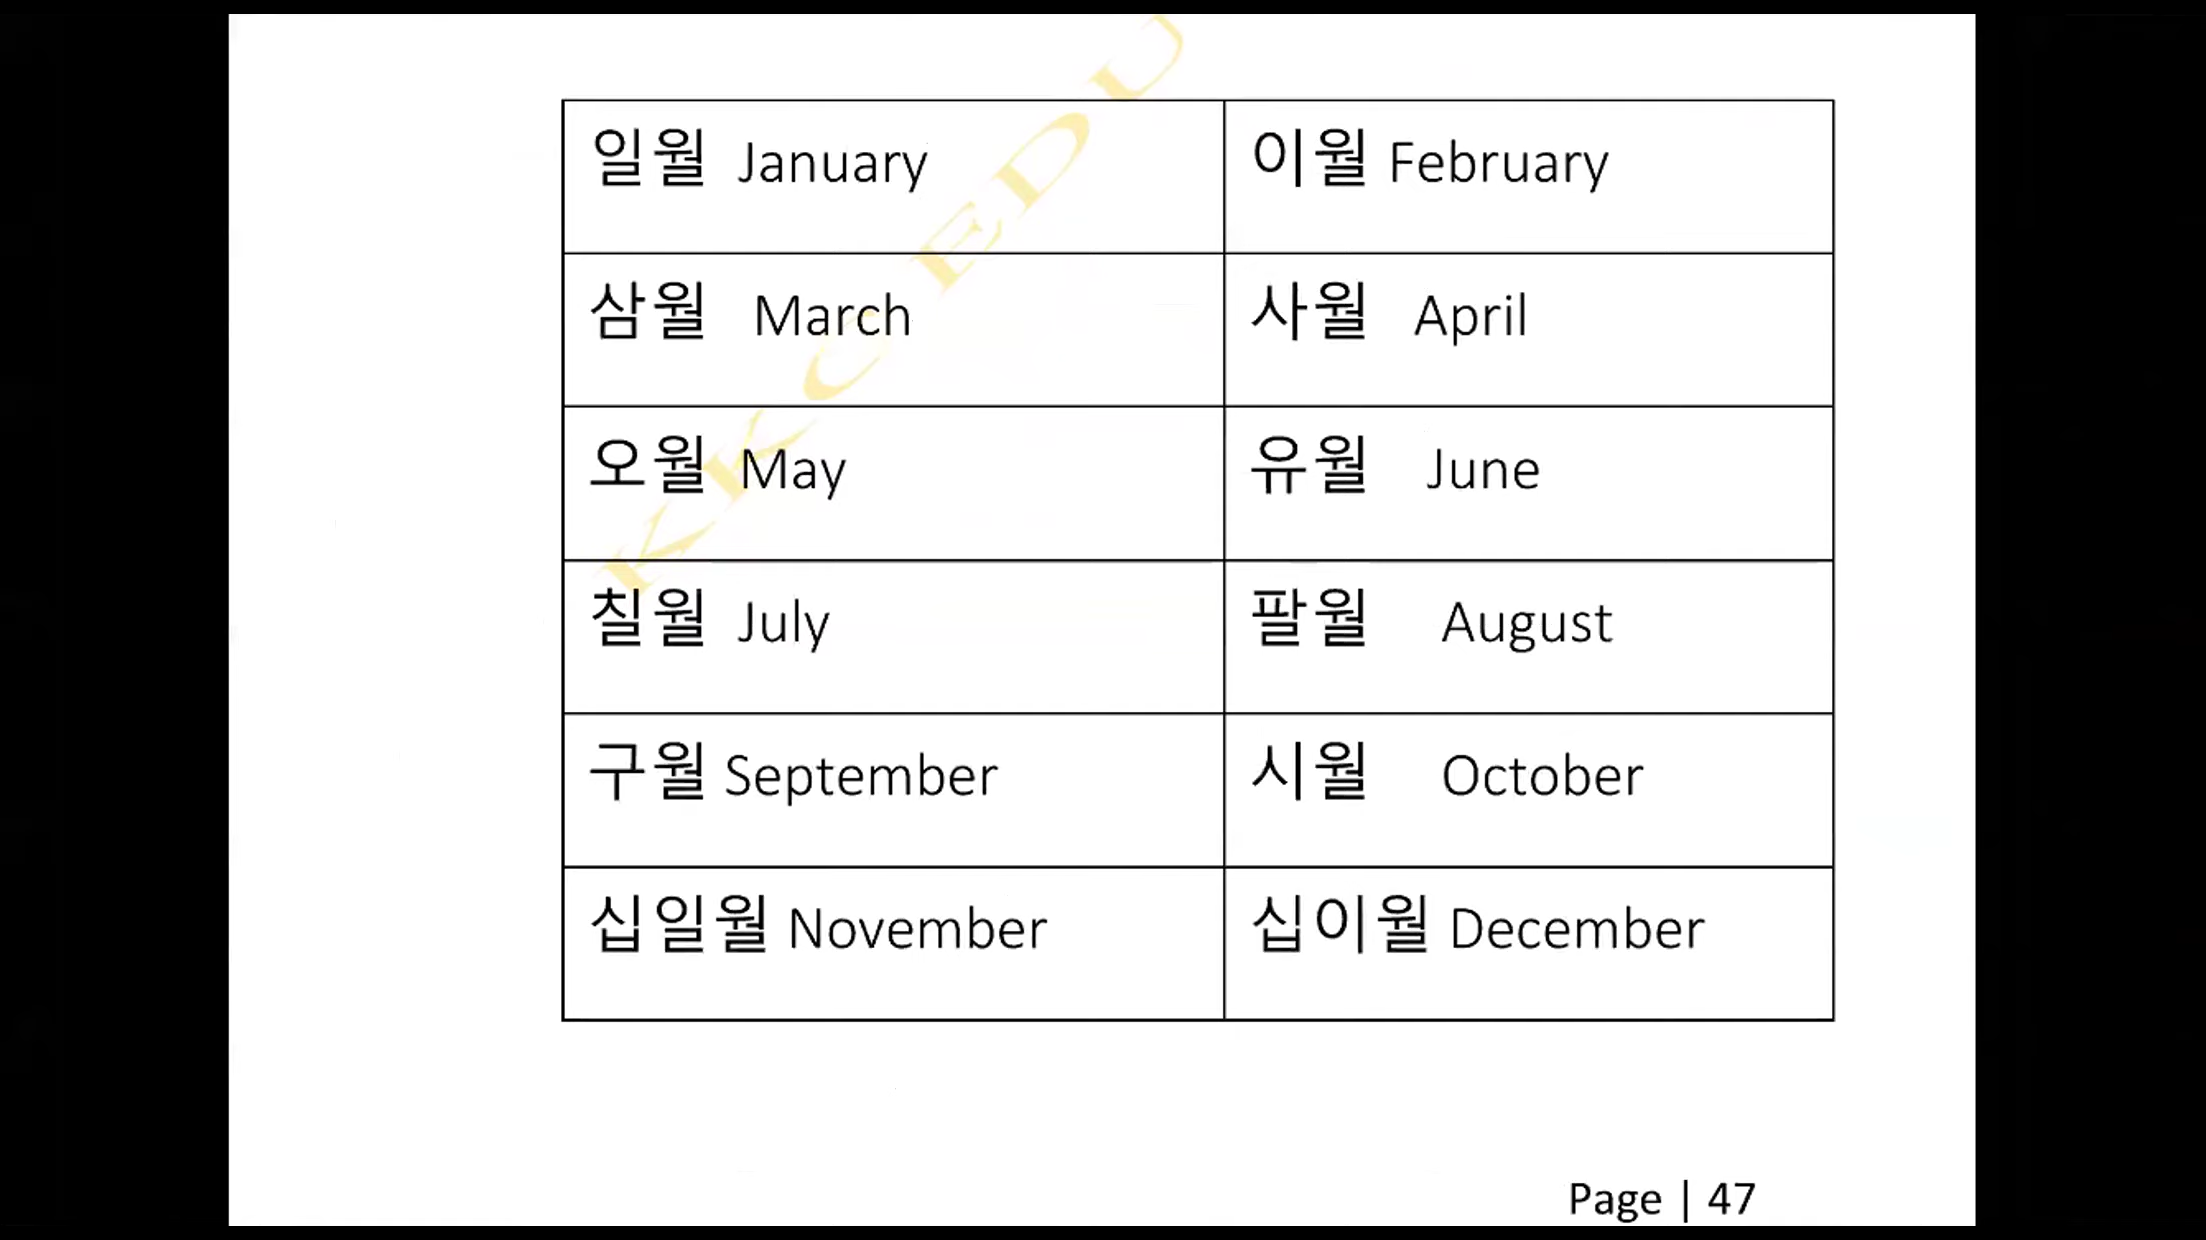 일월 January
이월 February
삼월 March
사월 April
오월 May
유월 June
칠월 July
팔월 August
구월 September
시월 October
십일월 November
십이월 December
KKC EDU
Page | 47